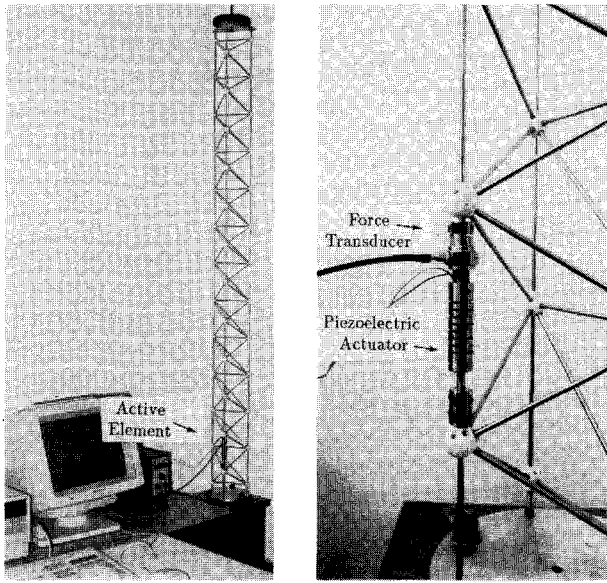 Active
Element
Force
Transducer
Piezoelectric
Actuator